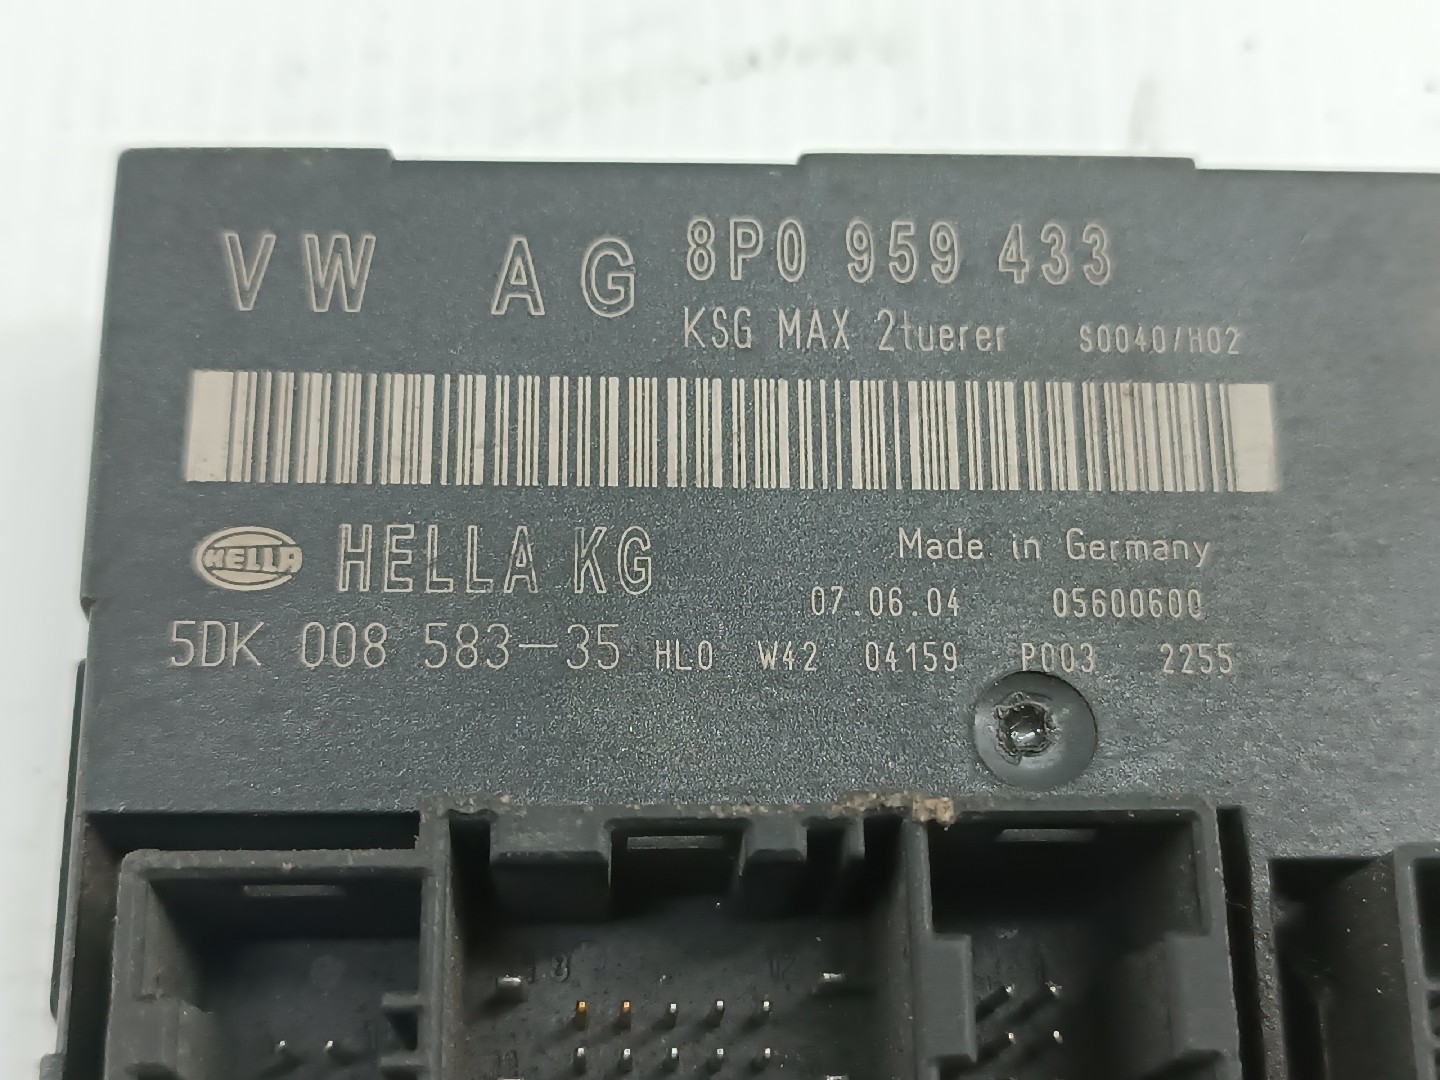 VW AG 8P0 959 433
KSG MAX 2tuerer S0040/H02
HELLA HELLA KG Made in Germany
07.06.04 05600600
5DK 008 583-35 HL0 W42 04159 P003 2255